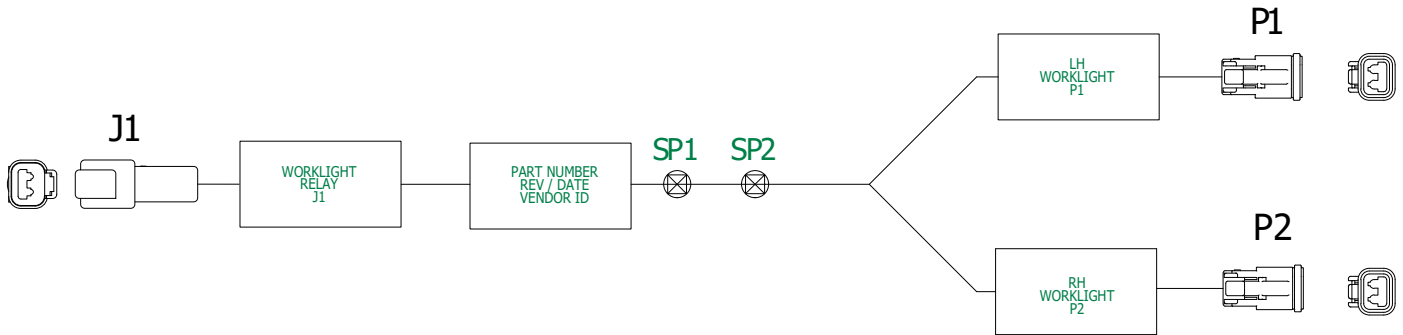 J1
WORKLIGHT
RELAY
J1
PART NUMBER
REV / DATE
VENDOR ID
SP1
SP2
LH
WORKLIGHT
P1
P1
RH
WORKLIGHT
P2
P2